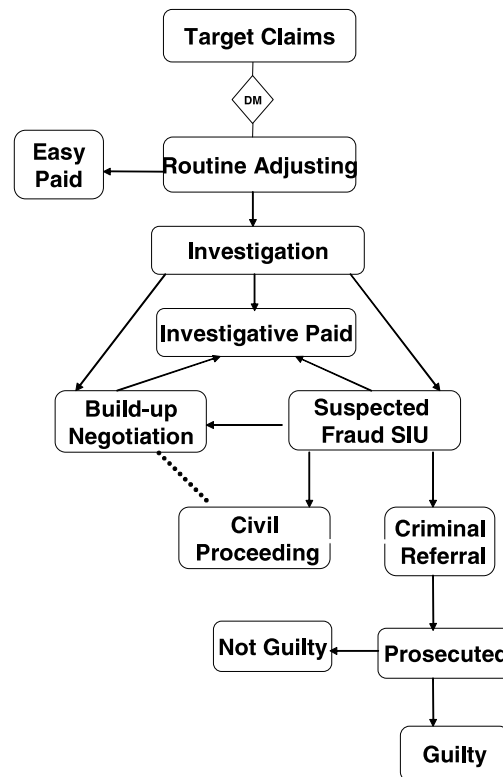 Target Claims
DM
Easy
Paid
Routine Adjusting
Investigation
Investigative Paid
Build-up
Negotiation
Suspected
Fraud SIU
Civil
Proceeding
Criminal
Referral
Not Guilty
Prosecuted
Guilty